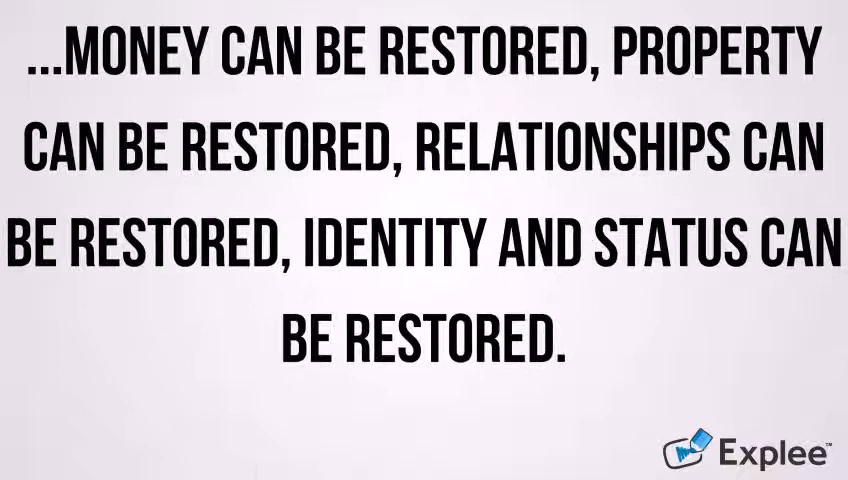 ...MONEY CAN BE RESTORED, PROPERTY
CAN BE RESTORED, RELATIONSHIPS CAN
BE RESTORED, IDENTITY AND STATUS CAN
BE RESTORED.
Explee™